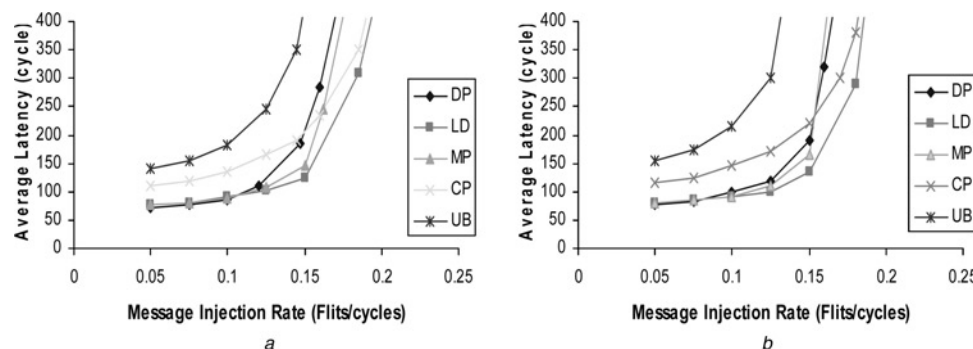 Average Latency (cycle)
400
350
300
250
200
150
100
50
0
0
0.05
0.1
0.15
0.2
0.25
Message Injection Rate (Flits/cycles)
DP
LD
MP
CP
UB
a
Average Latency (cycle)
400
350
300
250
200
150
100
50
0
0
0.05
0.1
0.15
0.2
0.25
Message Injection Rate (Flits/cycles)
DP
LD
MP
CP
UB
b